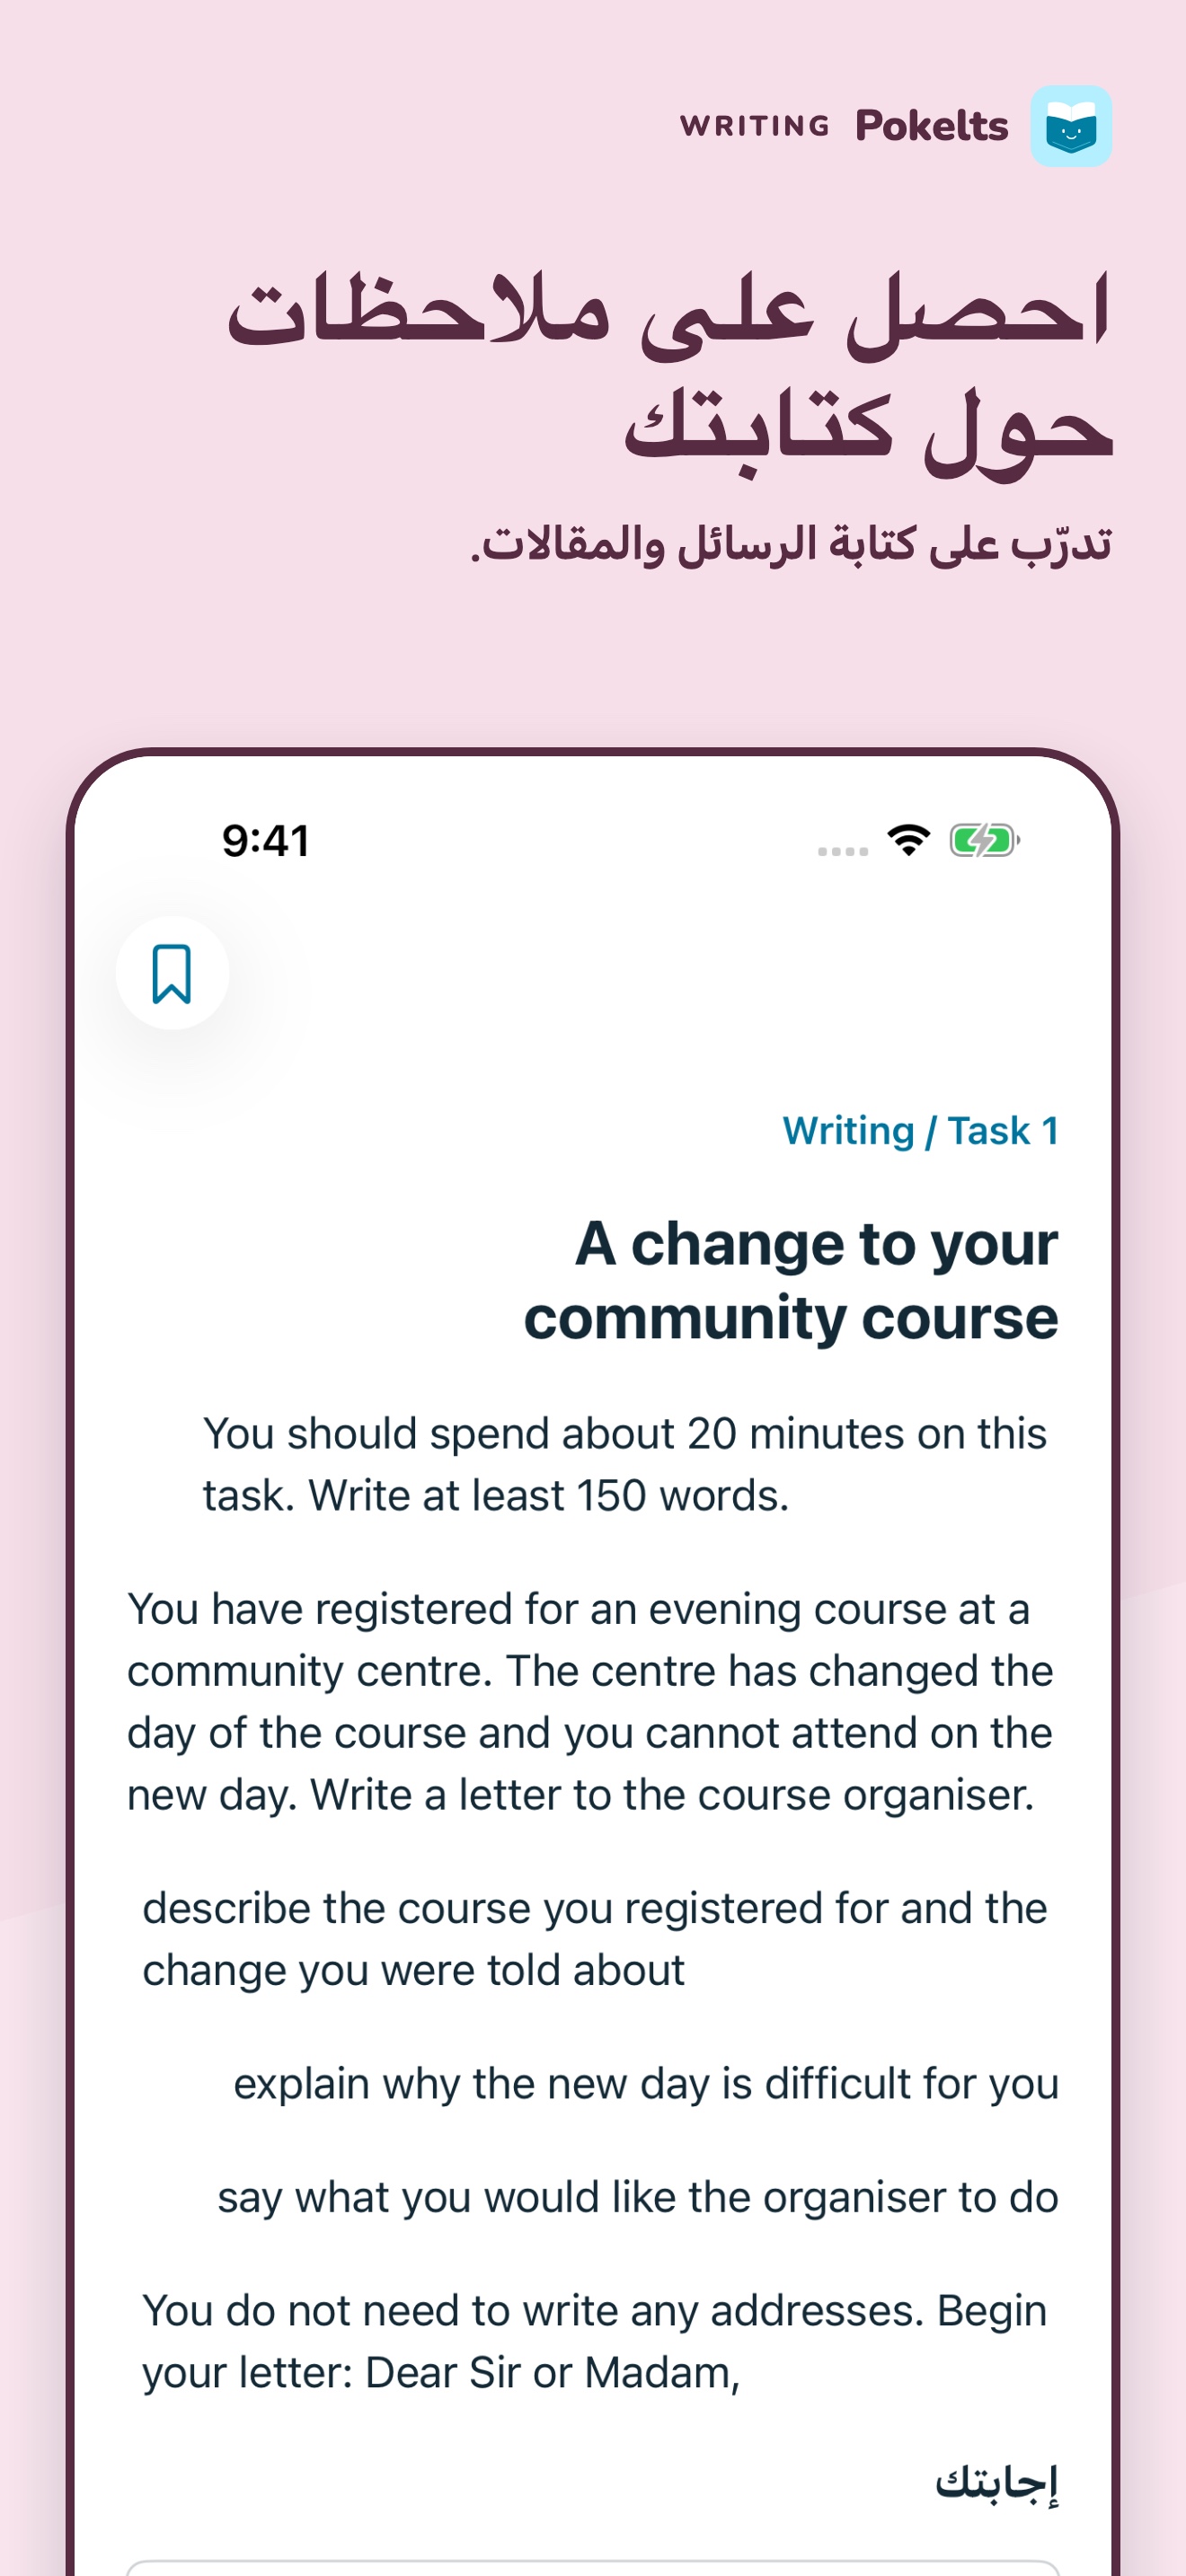 WRITING Pokelts
احصل على ملاحظات
حول كتابتك
تدرّب على كتابة الرسائل والمقالات.
9:41
Writing / Task 1
A change to your
community course
You should spend about 20 minutes on this
task. Write at least 150 words.
You have registered for an evening course at a
community centre. The centre has changed the
day of the course and you cannot attend on the
new day. Write a letter to the course organiser.
describe the course you registered for and the
change you were told about
explain why the new day is difficult for you
say what you would like the organiser to do
You do not need to write any addresses. Begin
your letter: Dear Sir or Madam,
إجابتك